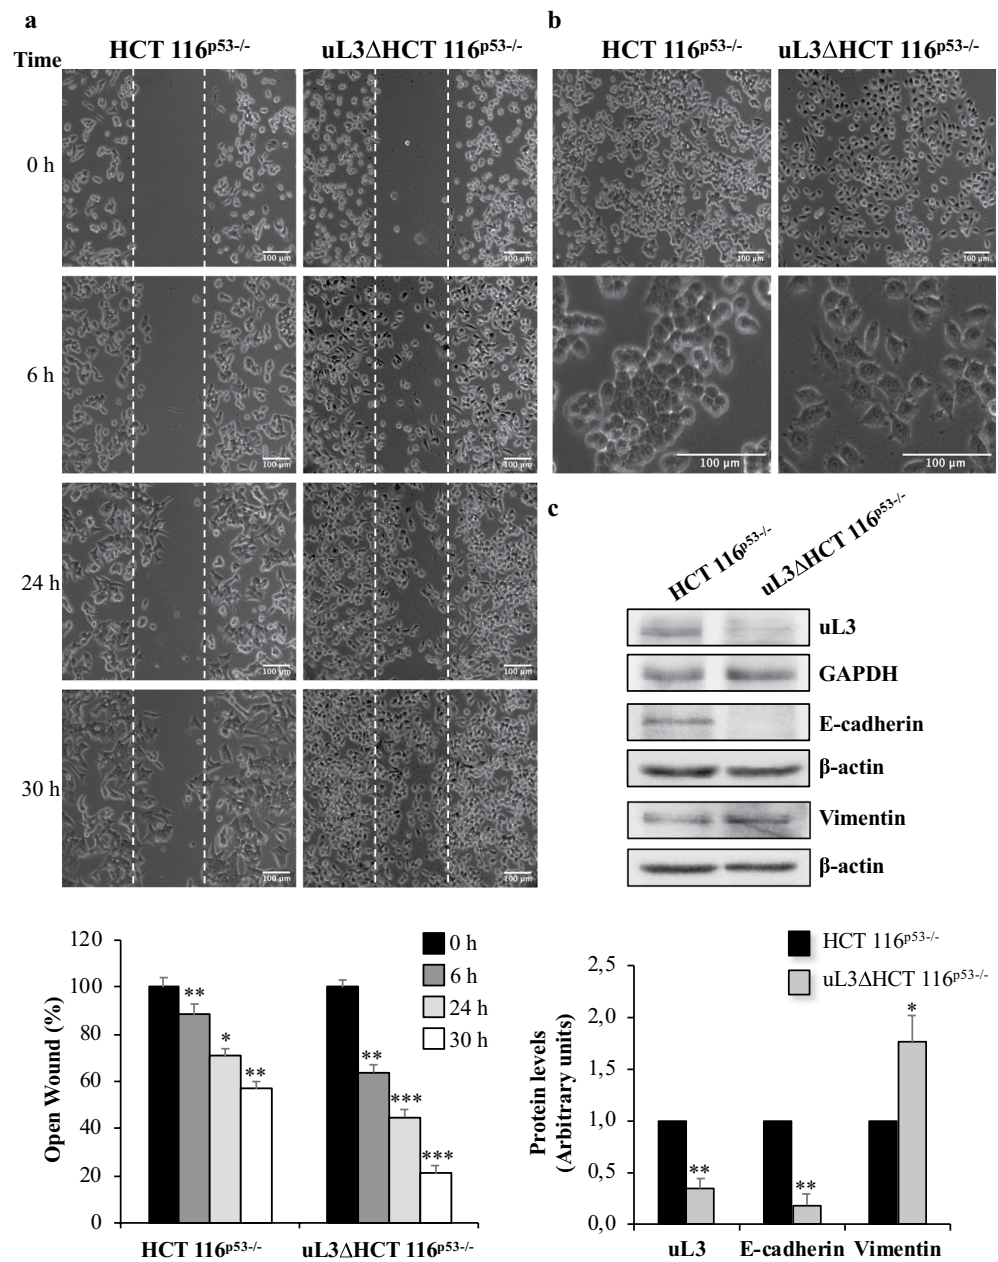 a
HCT 116p53-/-
uL3ΔHCT 116p53-/-
Time
0 h
100 μm
100 μm
6 h
100 μm
100 μm
24 h
100 μm
100 μm
30 h
100 μm
100 μm
120
100
80
60
40
20
0
Open Wound (%)
0 h
6 h
24 h
30 h
**
*
**
**
***
***
HCT 116p53-/-
uL3ΔHCT 116p53-/-
b
HCT 116p53-/-
uL3ΔHCT 116p53-/-
100 μm
100 μm
100 μm
100 μm
c
HCT 116p53-/-
uL3ΔHCT 116p53-/-
uL3
GAPDH
E-cadherin
β-actin
Vimentin
β-actin
HCT 116p53-/-
uL3ΔHCT 116p53-/-
2,5
2,0
1,5
1,0
0,5
0,0
Protein levels
(Arbitrary units)
**
**
*
uL3
E-cadherin
Vimentin